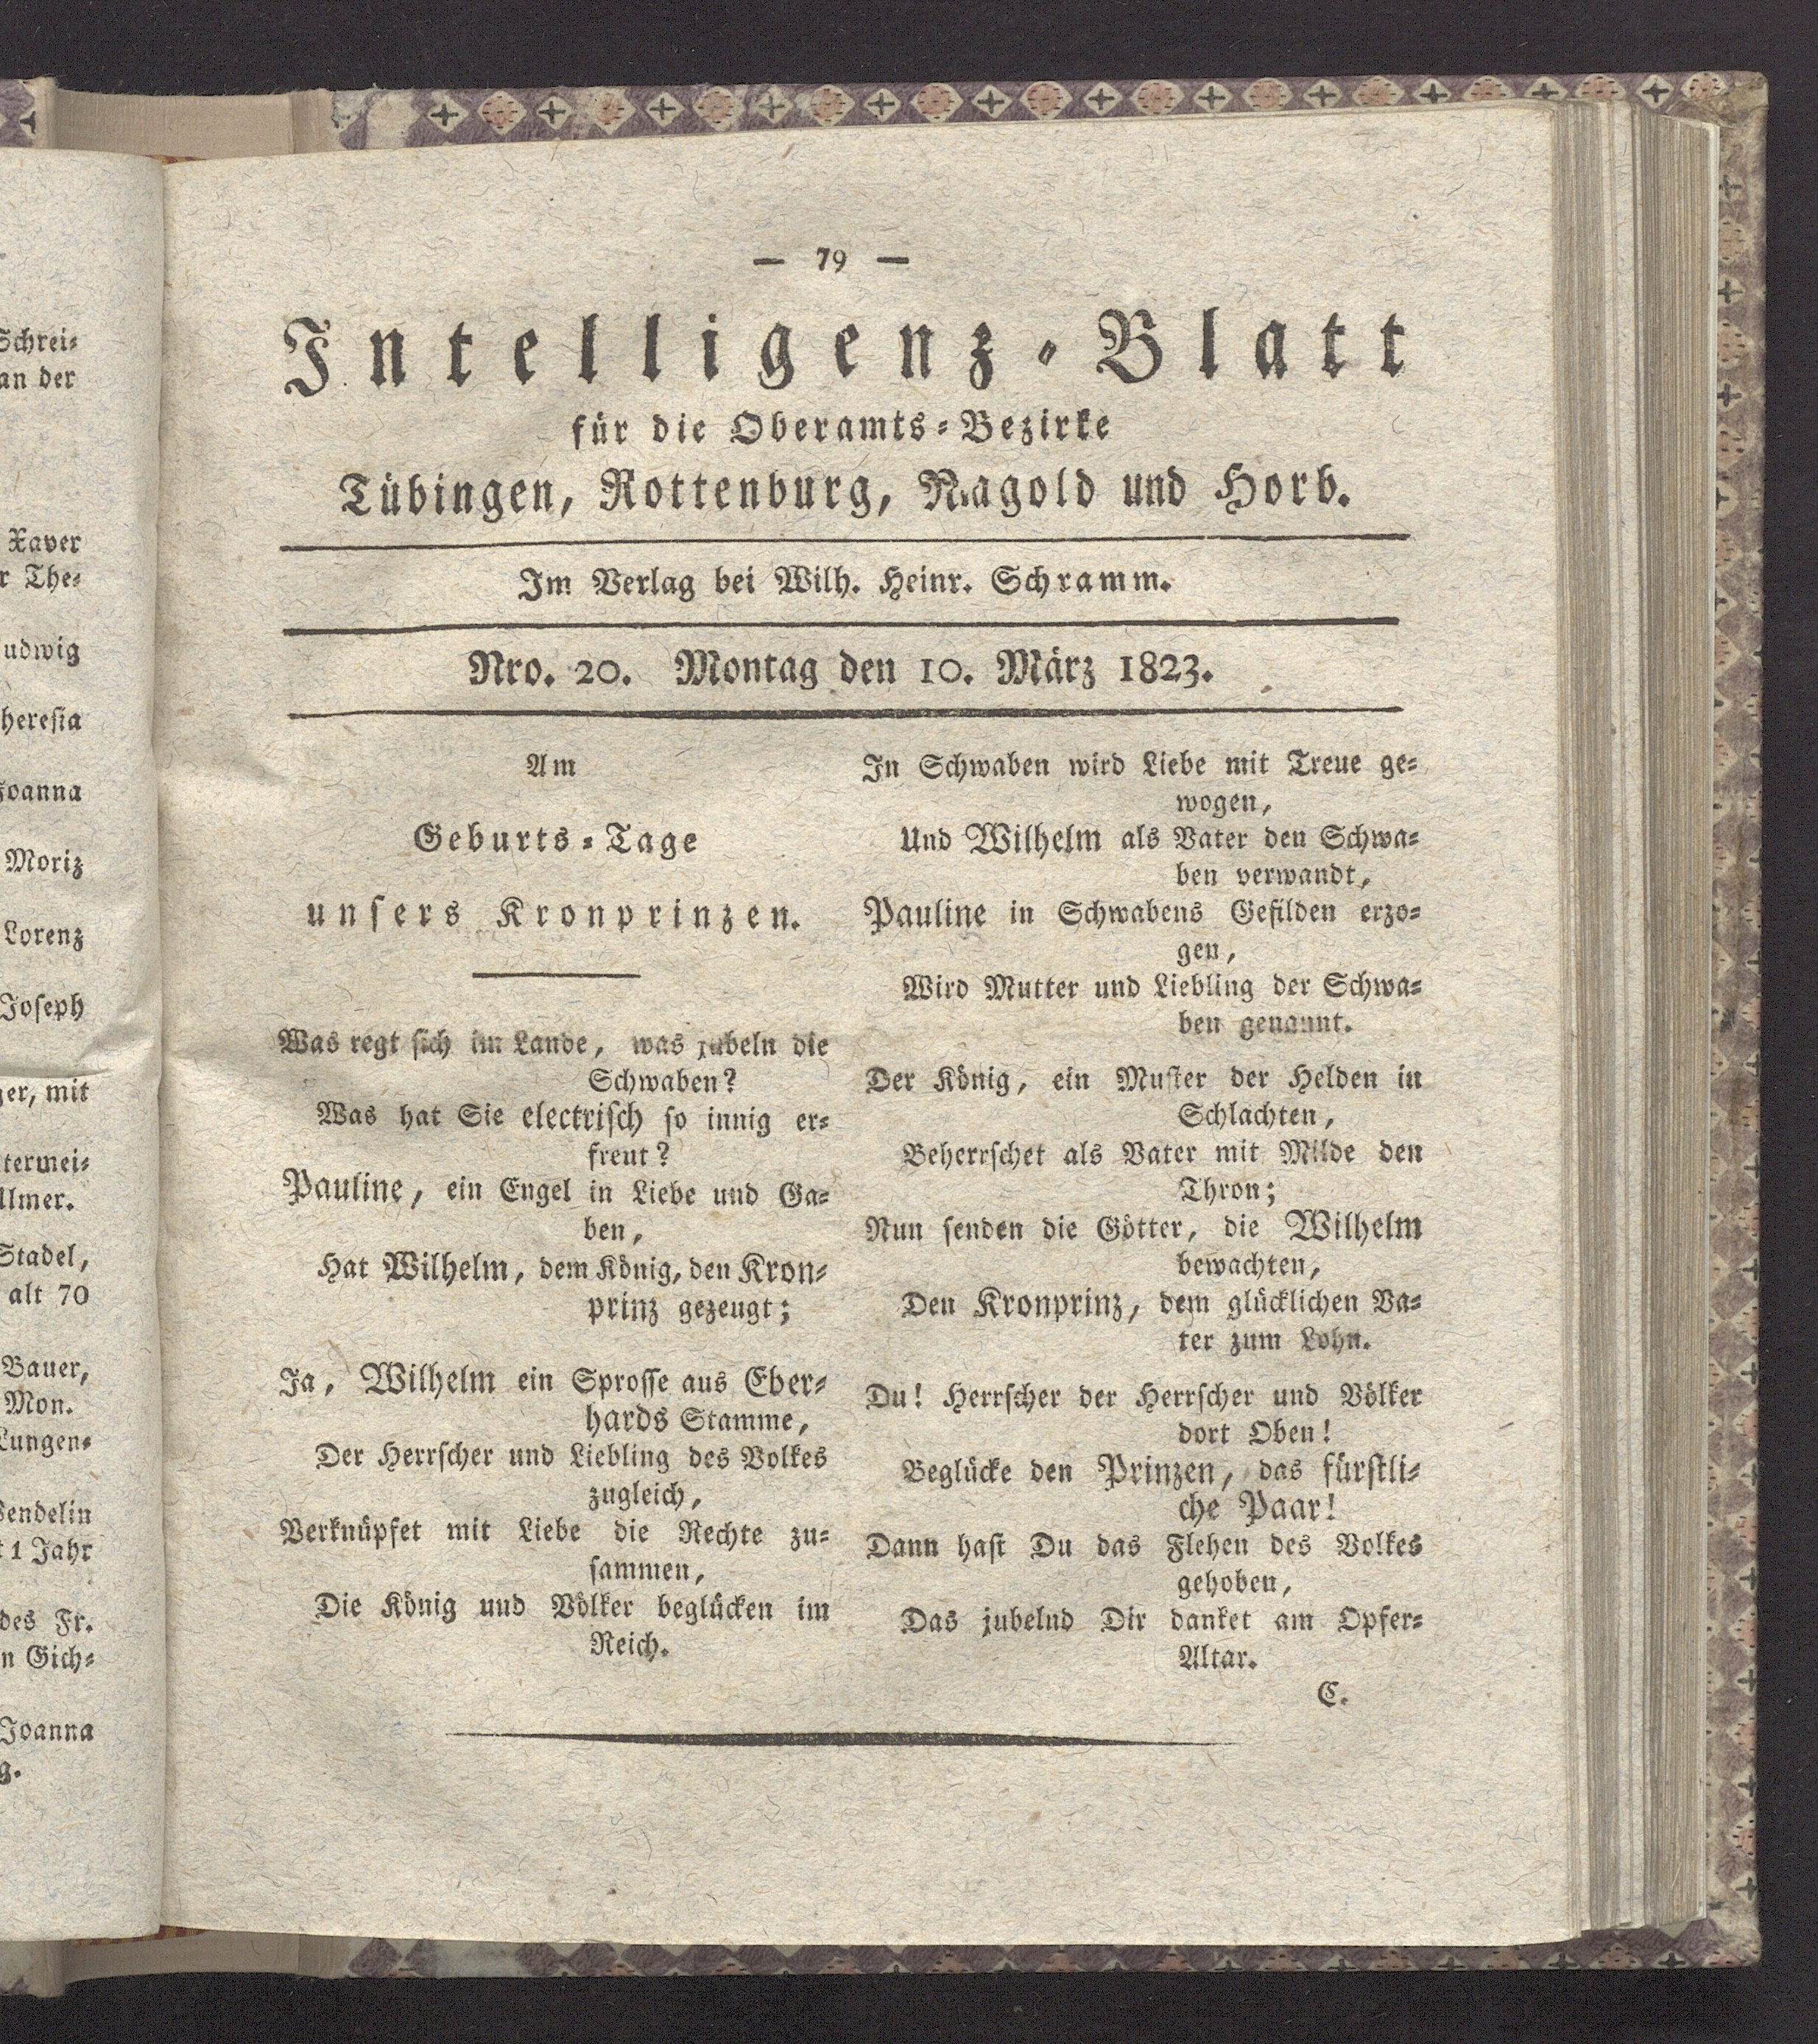 Schrei=
an der
Xaver
r The=
udwig
heresia
Joanna
Moriz
Lorenz
Joseph
ger, mit
termei=
llmer.
Stadel,
alt 70
Bauer,
Mon.
Lungen=
Wendelin
t 1 Jahr
des Fr.
n Gich=
Joanna
g.
— 79 —
Intelligenz=Blatt
für die Oberamts=Bezirke
Tübingen, Rottenburg, Nagold und Horb.
Im Verlag bei Wilh. Heinr. Schramm.
Nro. 20. Montag den 10. März 1823.
Am
Geburts=Tage
unsers Kronprinzen.
Was regt sich im Lande, was jubeln die
Schwaben?
Was hat Sie electrisch so innig er=
freut?
Pauline, ein Engel in Liebe und Ga=
ben,
Hat Wilhelm, dem König, den Kron=
prinz gezeugt;
Ja, Wilhelm ein Sprosse aus Eber=
hards Stamme,
Der Herrscher und Liebling des Volkes
zugleich,
Verknüpfet mit Liebe die Rechte zu=
sammen,
Die König und Völker beglücken im
Reich.
In Schwaben wird Liebe mit Treue ge=
wogen,
Und Wilhelm als Vater den Schwa=
ben verwandt,
Pauline in Schwabens Gefilden erzo=
gen,
Wird Mutter und Liebling der Schwa=
ben genannt.
Der König, ein Muster der Helden in
Schlachten,
Beherrschet als Vater mit Milde den
Thron;
Nun senden die Götter, die Wilhelm
bewachten,
Den Kronprinz, dem glücklichen Va=
ter zum Lohn.
Du! Herrscher der Herrscher und Völker
dort Oben!
Beglücke den Prinzen, das fürstli=
che Paar!
Dann hast Du das Flehen des Volkes
gehoben,
Das jubelnd Dir danket am Opfer=
Altar.
C.